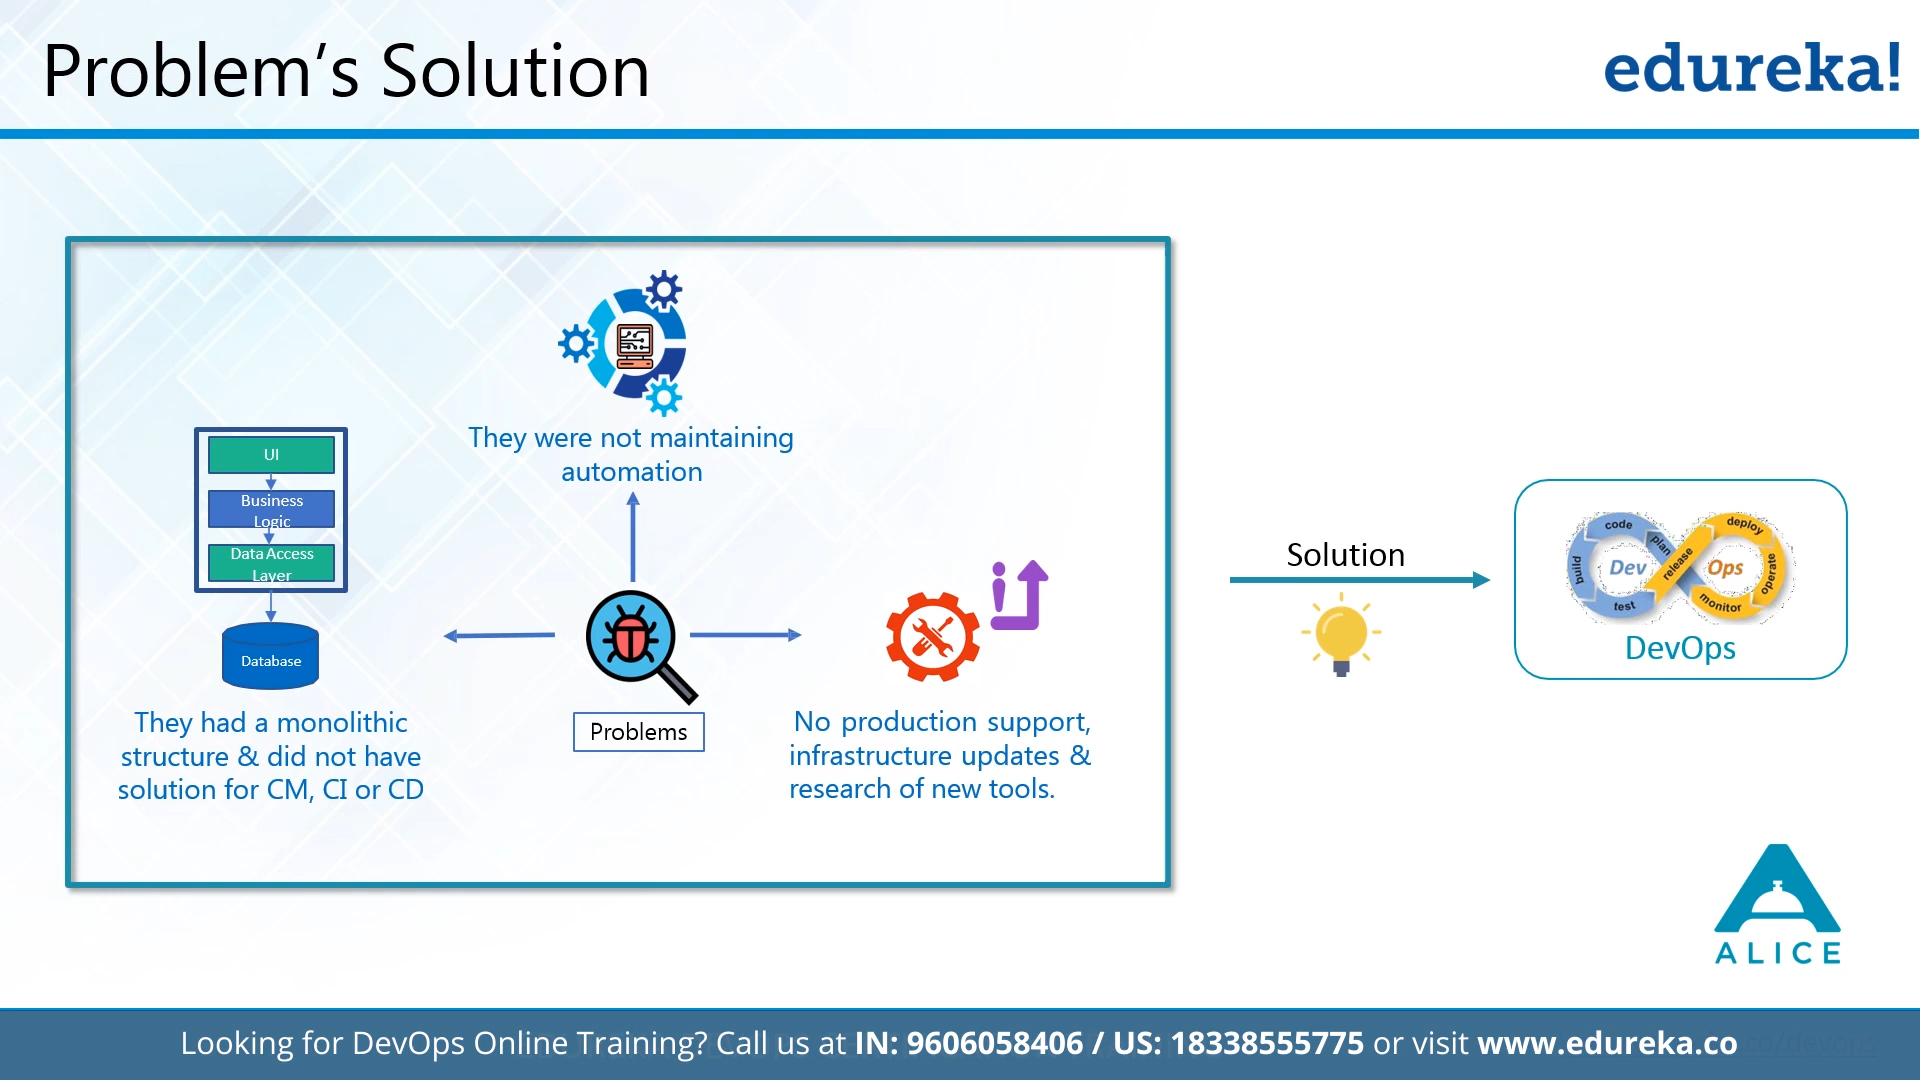 Problem’s Solution
edureka!
They were not maintaining
automation
UI
Business
Logic
Data Access
Layer
Database
They had a monolithic
structure & did not have
solution for CM, CI or CD
Problems
No production support,
infrastructure updates &
research of new tools.
Solution
code
plan
build
test
Dev
release
deploy
operate
monitor
Ops
DevOps
ALICE
Looking for DevOps Online Training? Call us at IN: 9606058406 / US: 18338555775 or visit www.edureka.co